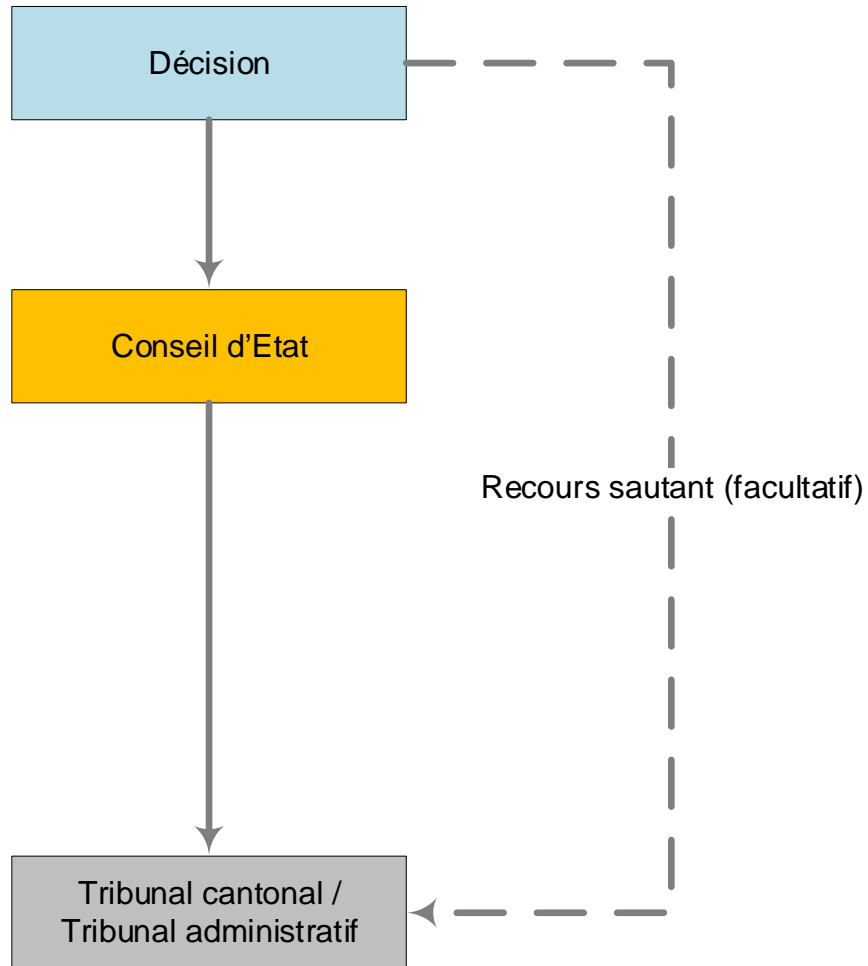 Décision
Conseil d’Etat
Recours sautant (facultatif)
Tribunal cantonal /
Tribunal administratif